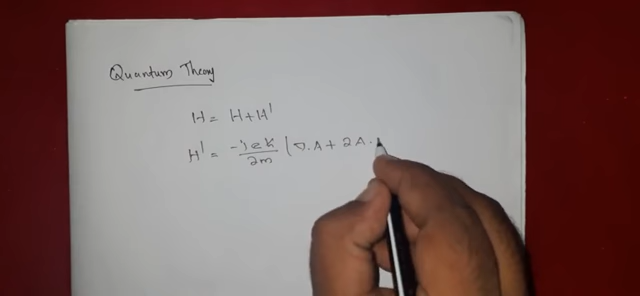 Quantum Theory
H = H+H'
H' = -ieħ/2m (∇.A + 2A.